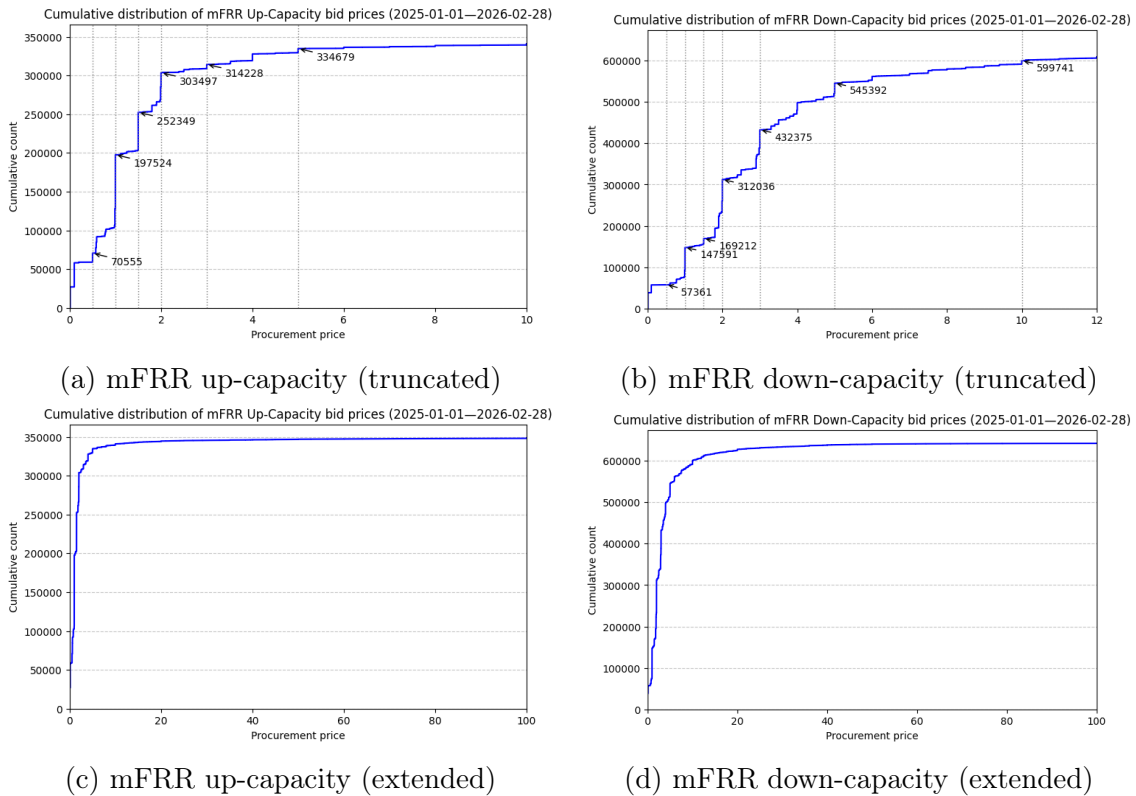 Cumulative distribution of mFRR Up-Capacity bid prices (2025-01-01—2026-02-28)
350000
300000
250000
200000
150000
100000
50000
0
Cumulative count
334679
314228
303497
252349
197524
70555
0 2 4 6 8 10
Procurement price
(a) mFRR up-capacity (truncated)
Cumulative distribution of mFRR Down-Capacity bid prices (2025-01-01—2026-02-28)
600000
500000
400000
300000
200000
100000
0
Cumulative count
599741
545392
432375
312036
169212
147591
57361
0 2 4 6 8 10 12
Procurement price
(b) mFRR down-capacity (truncated)
Cumulative distribution of mFRR Up-Capacity bid prices (2025-01-01—2026-02-28)
350000
300000
250000
200000
150000
100000
50000
0
Cumulative count
0 20 40 60 80 100
Procurement price
(c) mFRR up-capacity (extended)
Cumulative distribution of mFRR Down-Capacity bid prices (2025-01-01—2026-02-28)
600000
500000
400000
300000
200000
100000
0
Cumulative count
0 20 40 60 80 100
Procurement price
(d) mFRR down-capacity (extended)